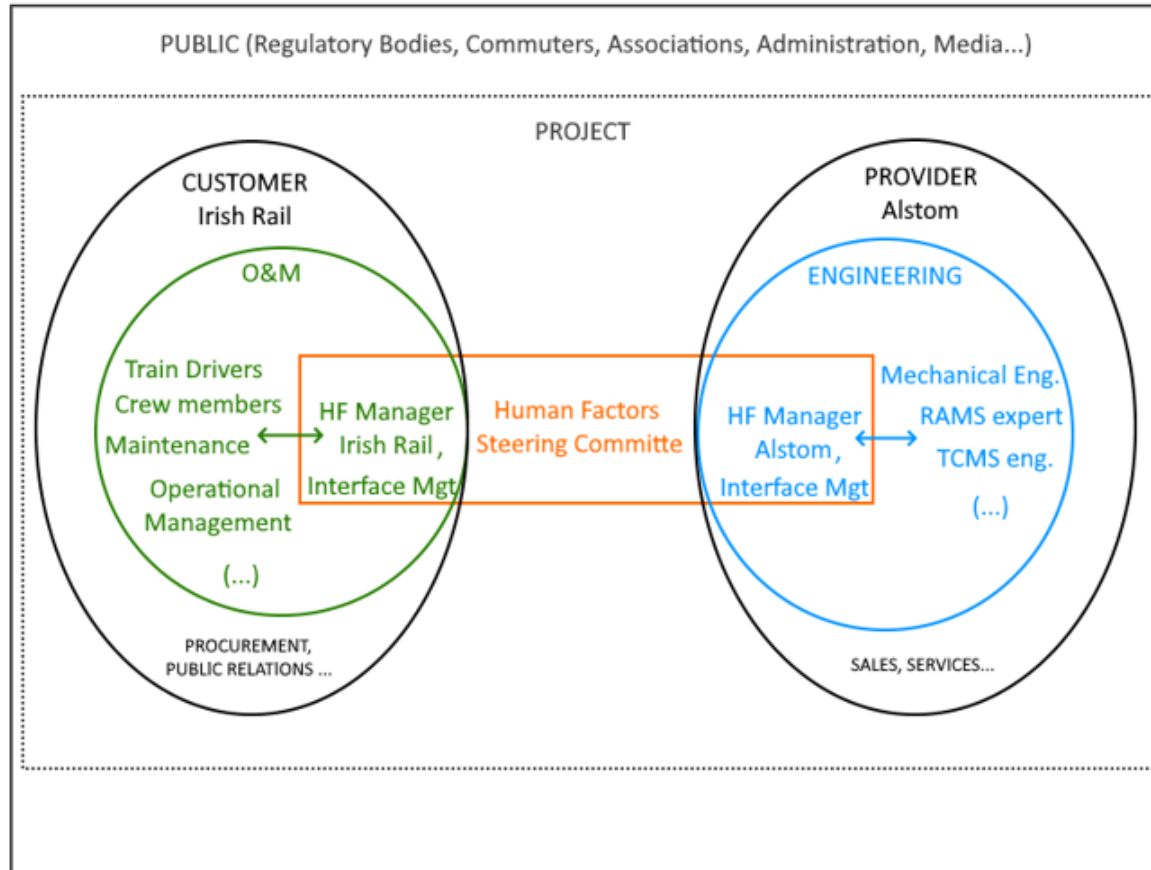 PUBLIC (Regulatory Bodies, Commuters, Associations, Administration, Media...)
PROJECT
CUSTOMER
Irish Rail
O&M
Train Drivers
Crew members
Maintenance
Operational
Management
(...)
HF Manager
Irish Rail ,
Interface Mgt
PROCUREMENT,
PUBLIC RELATIONS ...
Human Factors
Steering Committe
PROVIDER
Alstom
ENGINEERING
HF Manager
Alstom ,
Interface Mgt
Mechanical Eng.
RAMS expert
TCMS eng.
(...)
SALES, SERVICES...